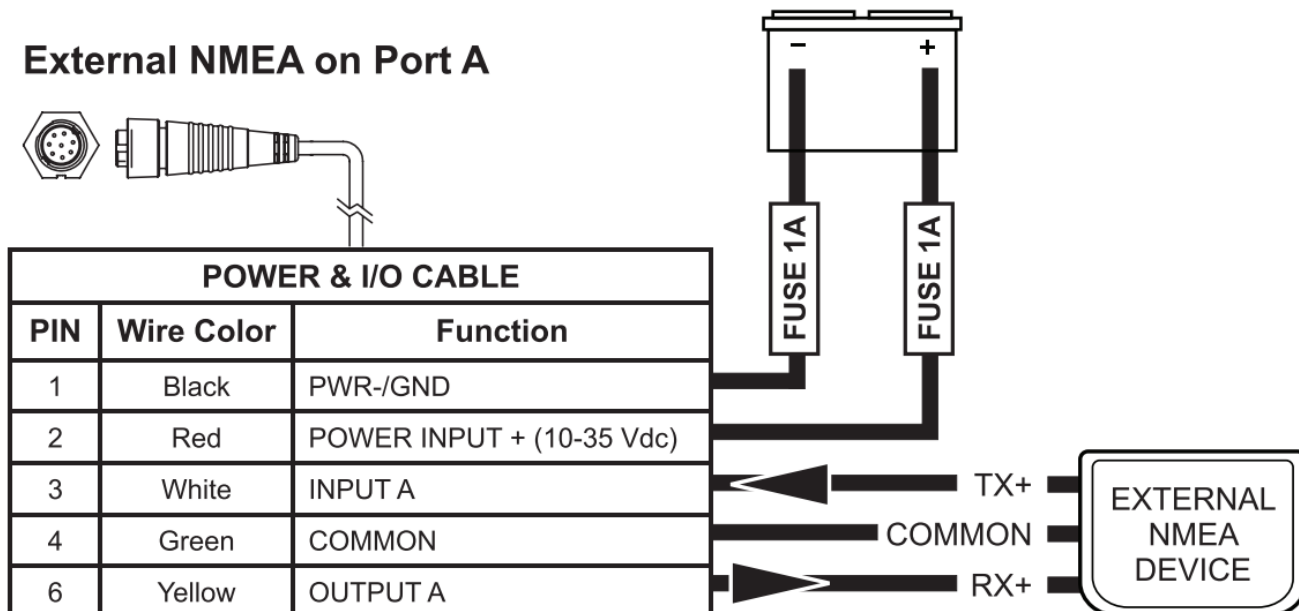 External NMEA on Port A
- +
FUSE 1A
FUSE 1A
POWER & I/O CABLE
PIN Wire Color Function
1 Black PWR-/GND
2 Red POWER INPUT + (10-35 Vdc)
3 White INPUT A
4 Green COMMON
6 Yellow OUTPUT A
TX+
COMMON
RX+
EXTERNAL
NMEA
DEVICE